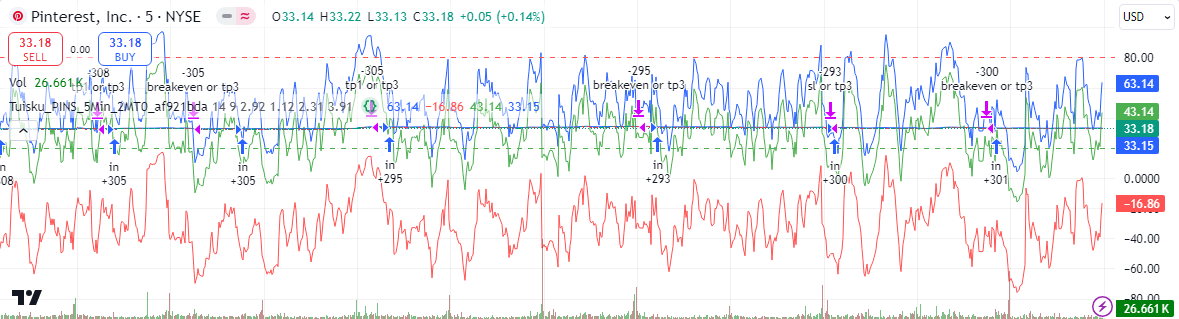 Pinterest, Inc. · 5 · NYSE
O33.14 H33.22 L33.13 C33.18 +0.05 (+0.14%)
USD
33.18
SELL
0.00
33.18
BUY
Vol 26.661K
Tuisku_PINS_5Min_2MT0_af921bda 14 9 2.92 1.12 2.31 3.91 63.14 −16.86 43.14 33.15
-308
tp1 or tp3
-305
breakeven or tp3
-305
tp1 or tp3
-295
breakeven or tp3
-293
sl or tp3
-300
breakeven or tp3
in
in
+305
in
+305
in
+295
in
+293
in
+300
in
+301
80.00
63.14
43.14
33.18
33.15
0.0000
−16.86
−40.00
−60.00
−80.00
26.661K